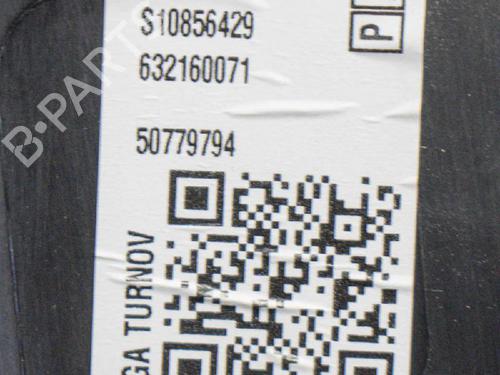 S10856429
632160071
50779794
P
GA TURNOV
B-PARTS